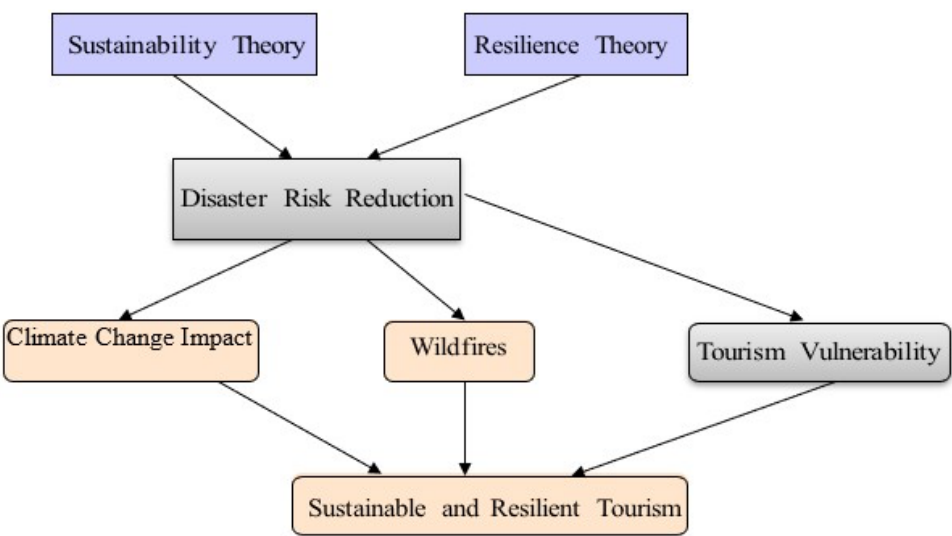 Sustainability Theory
Resilience Theory
Disaster Risk Reduction
Climate Change Impact
Wildfires
Tourism Vulnerability
Sustainable and Resilient Tourism